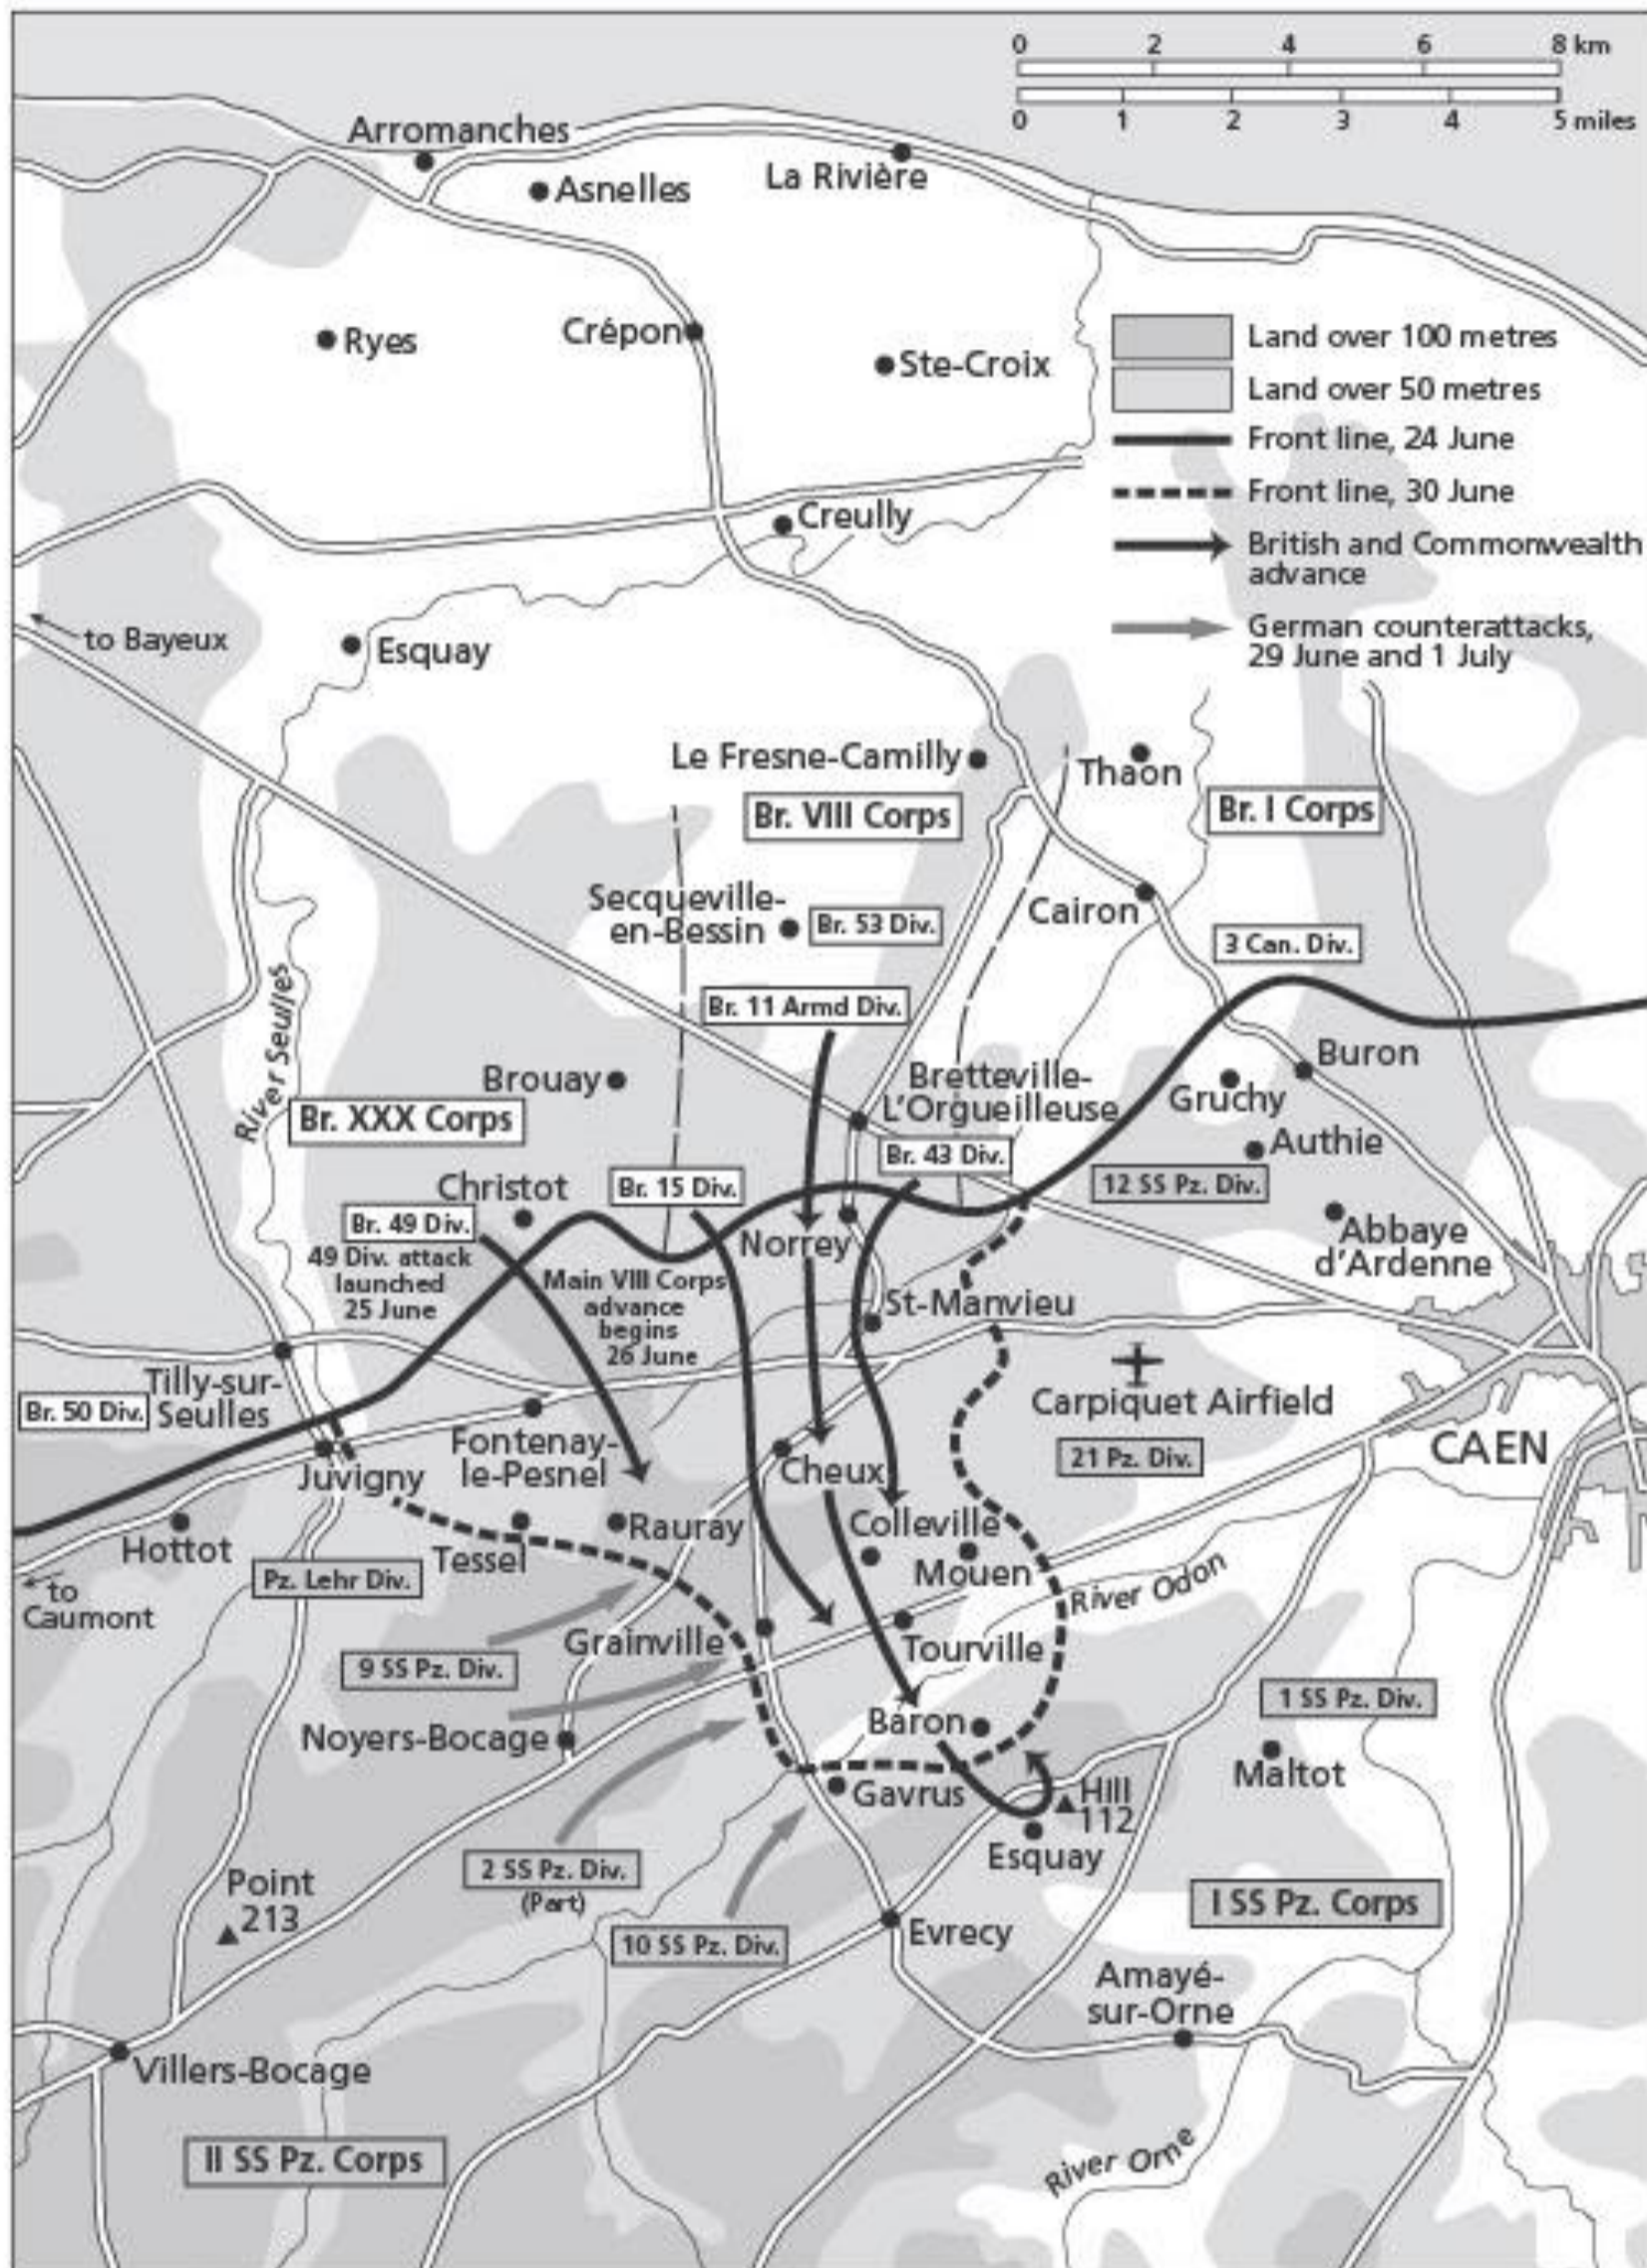 0 2 4 6 8 km
0 1 2 3 4 5 miles
Arromanches
Asnelles
La Rivière
Ryes
Crépon
Ste-Croix
Land over 100 metres
Land over 50 metres
Front line, 24 June
Front line, 30 June
British and Commonwealth
advance
German counterattacks,
29 June and 1 July
Creully
to Bayeux
Esquay
Le Fresne-Camilly
Thaon
Br. VIII Corps
Br. I Corps
Secqueville-
en-Bessin
Br. 53 Div.
Cairon
3 Can. Div.
River Seulles
Br. 11 Armd Div.
Brouay
Bretteville-
L'Orgueilleuse
Buron
Gruchy
Br. XXX Corps
Authie
Br. 43 Div.
Christot
Br. 15 Div.
12 SS Pz. Div.
Br. 49 Div.
49 Div. attack
launched
25 June
Norrey
Abbaye
d'Ardenne
Main VIII Corps
advance
begins
26 June
St-Manvieu
Tilly-sur-
Seulles
Br. 50 Div.
Carpiquet Airfield
Fontenay-
le-Pesnel
21 Pz. Div.
CAEN
Juvigny
Cheux
Hottot
Tessel
Rauray
Colleville
Mouen
Pz. Lehr Div.
to
Caumont
River Odon
Grainville
Tourville
9 SS Pz. Div.
1 SS Pz. Div.
Noyers-Bocage
Baron
Maltot
Gavrus
Hill
112
Esquay
2 SS Pz. Div.
(Part)
Point
213
I SS Pz. Corps
10 SS Pz. Div.
Evrecy
Amayé-
sur-Orne
Villers-Bocage
II SS Pz. Corps
River Orne